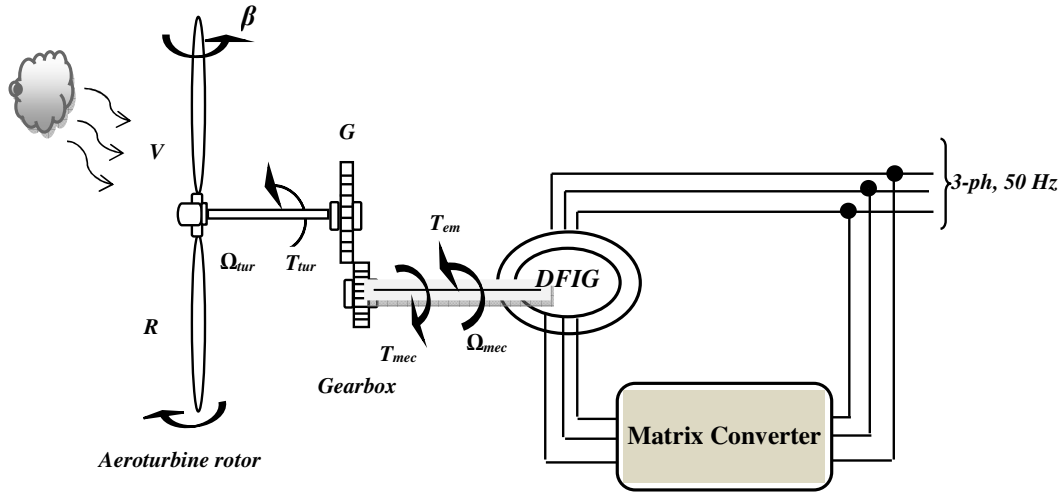 β
V
G
3-ph, 50 Hz
T_em
Ω_tur
T_tur
DFIG
R
T_mec
Ω_mec
Gearbox
Matrix Converter
Aeroturbine rotor